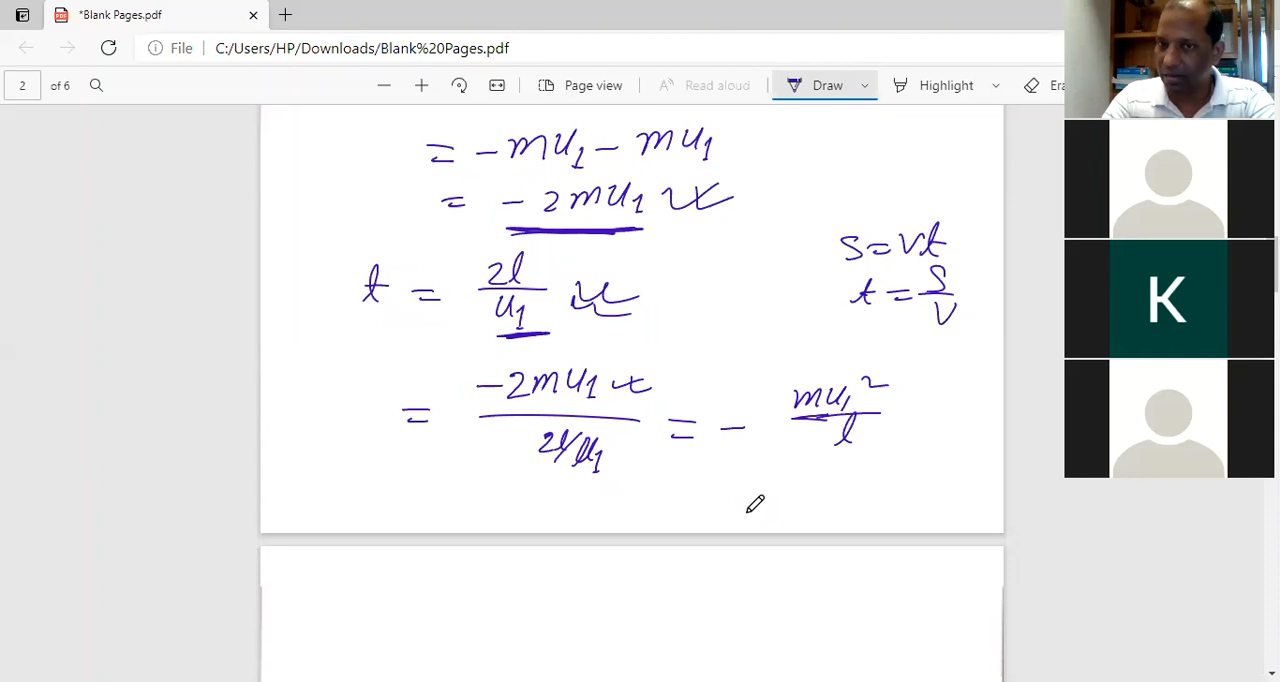 *Blank Pages.pdf
File C:/Users/HP/Downloads/Blank%20Pages.pdf
2 of 6 Page view Read aloud Draw Highlight Era
= - mu₁ - mu₁
= - 2mu₁
S = vt
t = 2l/u₁
t = S/v
= -2mu₁ / 2l/u₁ = - mu₁²/l
K